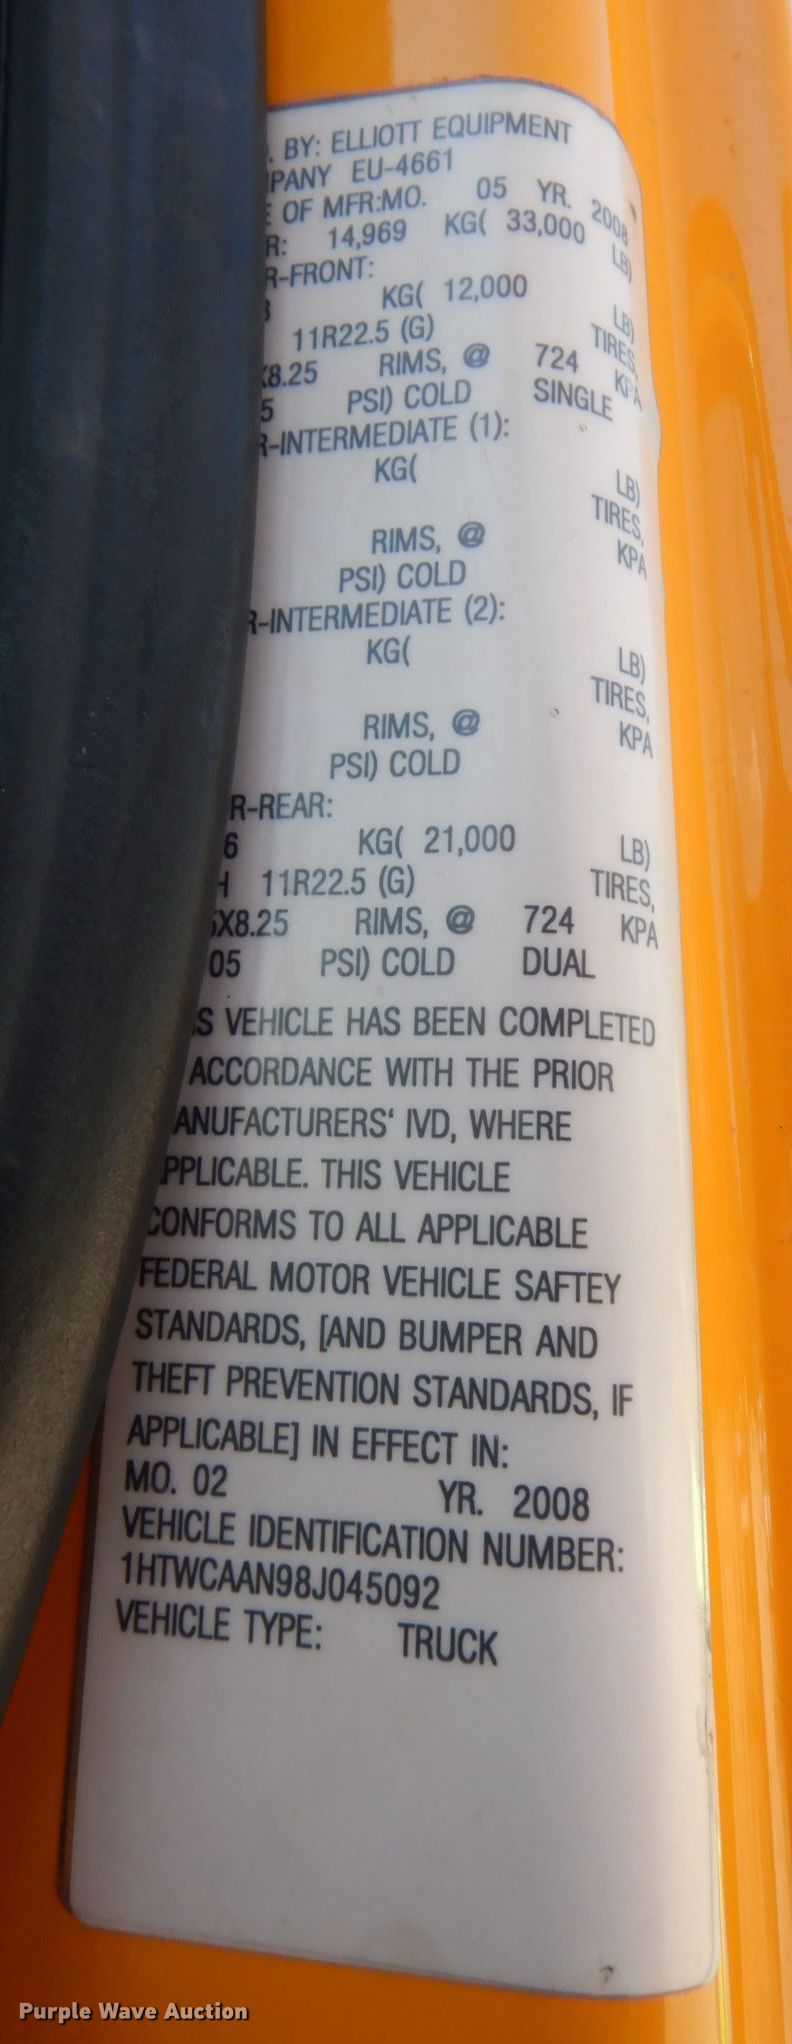 . BY: ELLIOTT EQUIPMENT
PANY EU-4661
E OF MFR:MO. 05 YR. 2008
R: 14,969 KG( 33,000 LB)
R-FRONT:
KG( 12,000 LB)
11R22.5 (G) TIRES,
X8.25 RIMS, @ 724 KPA
5 PSI) COLD SINGLE
R-INTERMEDIATE (1):
KG( LB)
TIRES,
RIMS, @ KPA
PSI) COLD
R-INTERMEDIATE (2):
KG( LB)
TIRES,
RIMS, @ KPA
PSI) COLD
R-REAR:
6 KG( 21,000 LB)
H 11R22.5 (G) TIRES,
5X8.25 RIMS, @ 724 KPA
05 PSI) COLD DUAL
S VEHICLE HAS BEEN COMPLETED
ACCORDANCE WITH THE PRIOR
ANUFACTURERS' IVD, WHERE
PPLICABLE. THIS VEHICLE
CONFORMS TO ALL APPLICABLE
FEDERAL MOTOR VEHICLE SAFTEY
STANDARDS, [AND BUMPER AND
THEFT PREVENTION STANDARDS, IF
APPLICABLE] IN EFFECT IN:
MO. 02 YR. 2008
VEHICLE IDENTIFICATION NUMBER:
1HTWCAAN98J045092
VEHICLE TYPE: TRUCK
Purple Wave Auction